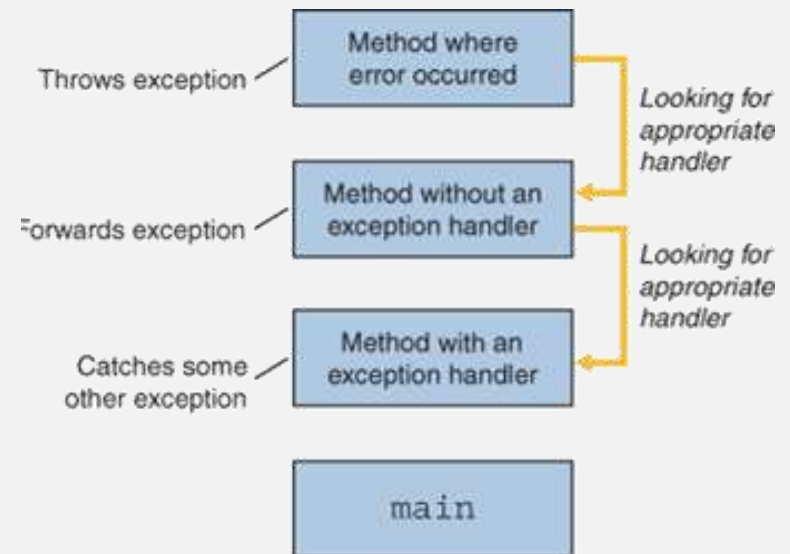 Method where
error occurred
Throws exception
Looking for
appropriate
handler
Method without an
exception handler
Forwards exception
Looking for
appropriate
handler
Method with an
exception handler
Catches some
other exception
main